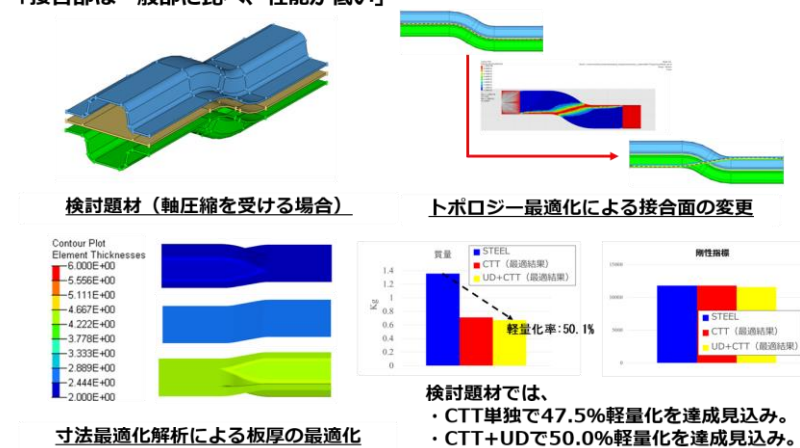 「接合部は一般部に比べ、性能が低い」
検討題材（軸圧縮を受ける場合）
トポロジー最適化による接合面の変更
Contour Plot
Element Thicknesses
6.000E+00
5.556E+00
5.111E+00
4.667E+00
4.222E+00
3.778E+00
3.333E+00
2.889E+00
2.444E+00
2.000E+00
寸法最適化解析による板厚の最適化
質量
STEEL
CTT（最適結果）
UD+CTT（最適結果）
1.4
1.2
1
0.8
0.6
0.4
0.2
0
Kg
軽量化率:50.1%
剛性指標
15000
10000
5000
0
STEEL
CTT（最適結果）
UD+CTT（最適結果）
検討題材では、
・CTT単独で47.5%軽量化を達成見込み。
・CTT+UDで50.0%軽量化を達成見込み。